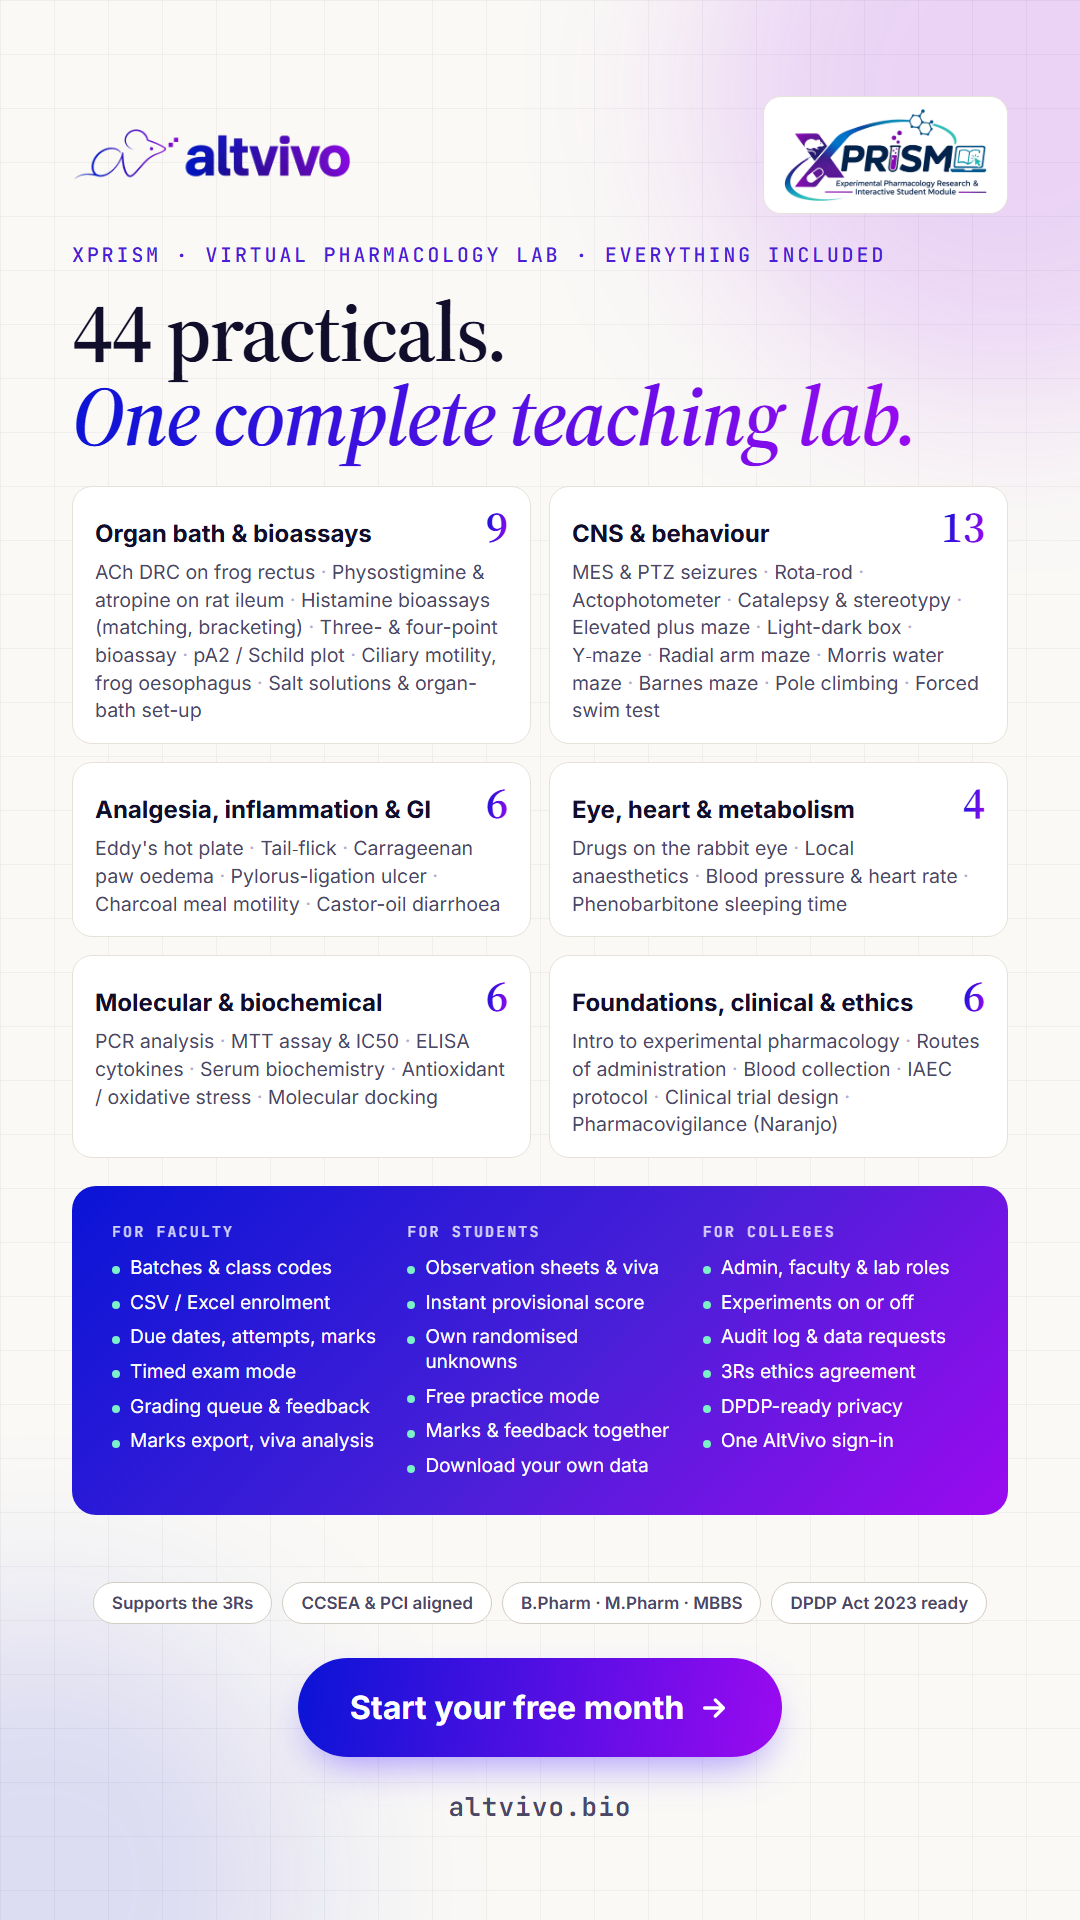 altvivo
XPRISM
Experimental Pharmacology Research &
Interactive Student Module
XPRISM · VIRTUAL PHARMACOLOGY LAB · EVERYTHING INCLUDED
44 practicals.
One complete teaching lab.
Organ bath & bioassays 9
ACh DRC on frog rectus · Physostigmine &
atropine on rat ileum · Histamine bioassays
(matching, bracketing) · Three- & four-point
bioassay · pA2 / Schild plot · Ciliary motility,
frog oesophagus · Salt solutions & organ-
bath set-up
CNS & behaviour 13
MES & PTZ seizures · Rota-rod ·
Actophotometer · Catalepsy & stereotypy ·
Elevated plus maze · Light-dark box ·
Y-maze · Radial arm maze · Morris water
maze · Barnes maze · Pole climbing · Forced
swim test
Analgesia, inflammation & GI 6
Eddy's hot plate · Tail-flick · Carrageenan
paw oedema · Pylorus-ligation ulcer ·
Charcoal meal motility · Castor-oil diarrhoea
Eye, heart & metabolism 4
Drugs on the rabbit eye · Local
anaesthetics · Blood pressure & heart rate ·
Phenobarbitone sleeping time
Molecular & biochemical 6
PCR analysis · MTT assay & IC50 · ELISA
cytokines · Serum biochemistry · Antioxidant
/ oxidative stress · Molecular docking
Foundations, clinical & ethics 6
Intro to experimental pharmacology · Routes
of administration · Blood collection · IAEC
protocol · Clinical trial design ·
Pharmacovigilance (Naranjo)
FOR FACULTY
Batches & class codes
CSV / Excel enrolment
Due dates, attempts, marks
Timed exam mode
Grading queue & feedback
Marks export, viva analysis
FOR STUDENTS
Observation sheets & viva
Instant provisional score
Own randomised
unknowns
Free practice mode
Marks & feedback together
Download your own data
FOR COLLEGES
Admin, faculty & lab roles
Experiments on or off
Audit log & data requests
3Rs ethics agreement
DPDP-ready privacy
One AltVivo sign-in
Supports the 3Rs
CCSEA & PCI aligned
B.Pharm · M.Pharm · MBBS
DPDP Act 2023 ready
Start your free month →
altvivo.bio